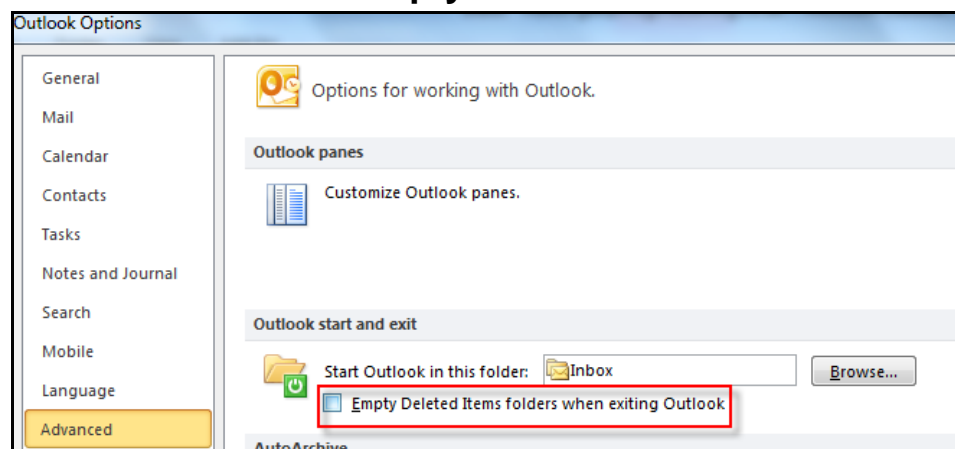 Outlook Options
General
Mail
Calendar
Contacts
Tasks
Notes and Journal
Search
Mobile
Language
Advanced
Options for working with Outlook.
Outlook panes
Customize Outlook panes.
Outlook start and exit
Start Outlook in this folder: Inbox Browse...
Empty Deleted Items folders when exiting Outlook
AutoArchive